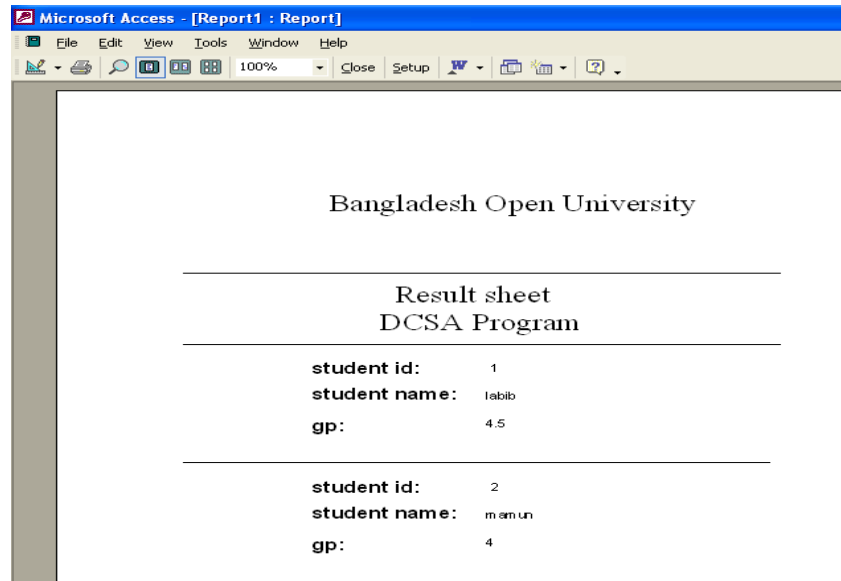 Microsoft Access - [Report1 : Report]
File Edit View Tools Window Help
100% Close Setup
Bangladesh Open University
Result sheet
DCSA Program
student id: 1
student name: labib
gp: 4.5
student id: 2
student name: mamun
gp: 4